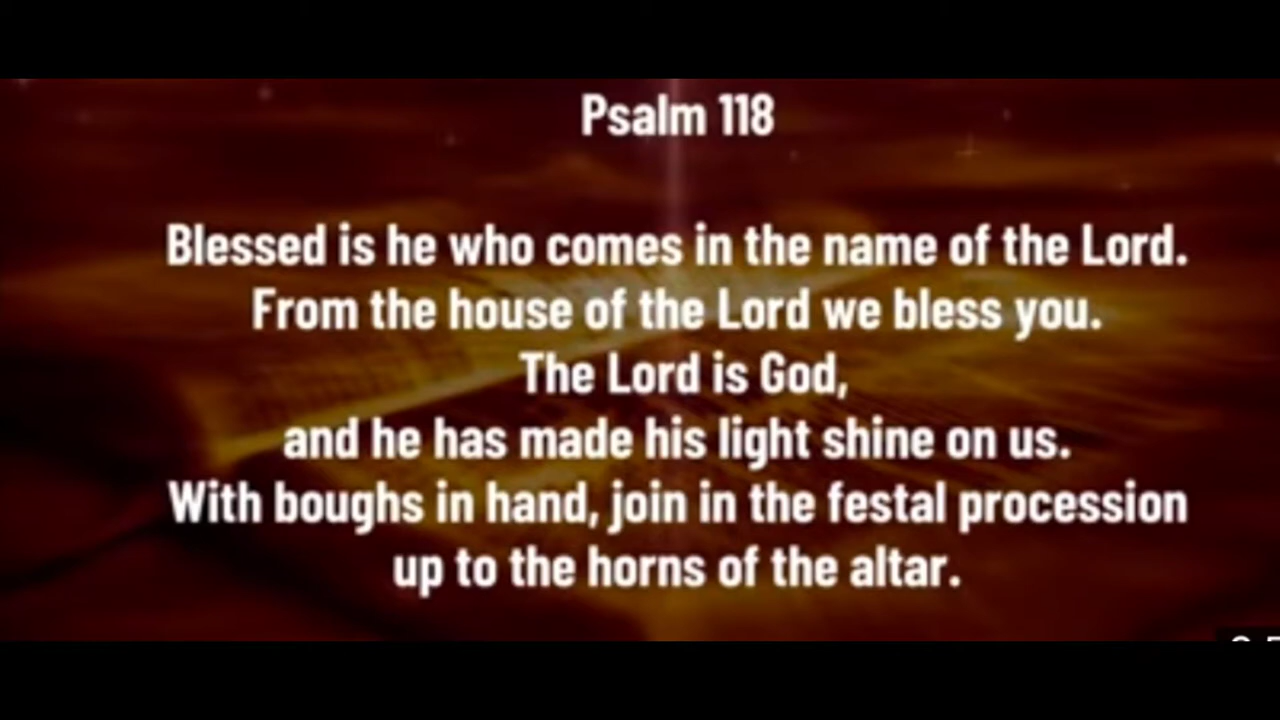 Psalm 118
Blessed is he who comes in the name of the Lord.
From the house of the Lord we bless you.
The Lord is God,
and he has made his light shine on us.
With boughs in hand, join in the festal procession
up to the horns of the altar.